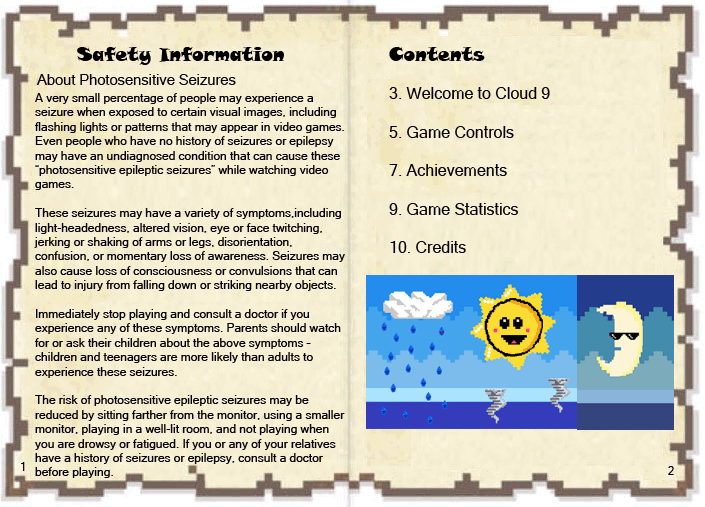 Safety Information
About Photosensitive Seizures
A very small percentage of people may experience a
seizure when exposed to certain visual images, including
flashing lights or patterns that may appear in video games.
Even people who have no history of seizures or epilepsy
may have an undiagnosed condition that can cause these
“photosensitive epileptic seizures” while watching video
games.
These seizures may have a variety of symptoms,including
light-headedness, altered vision, eye or face twitching,
jerking or shaking of arms or legs, disorientation,
confusion, or momentary loss of awareness. Seizures may
also cause loss of consciousness or convulsions that can
lead to injury from falling down or striking nearby objects.
Immediately stop playing and consult a doctor if you
experience any of these symptoms. Parents should watch
for or ask their children about the above symptoms -
children and teenagers are more likely than adults to
experience these seizures.
The risk of photosensitive epileptic seizures may be
reduced by sitting farther from the monitor, using a smaller
monitor, playing in a well-lit room, and not playing when
you are drowsy or fatigued. If you or any of your relatives
have a history of seizures or epilepsy, consult a doctor
before playing.
1
Contents
3. Welcome to Cloud 9
5. Game Controls
7. Achievements
9. Game Statistics
10. Credits
2